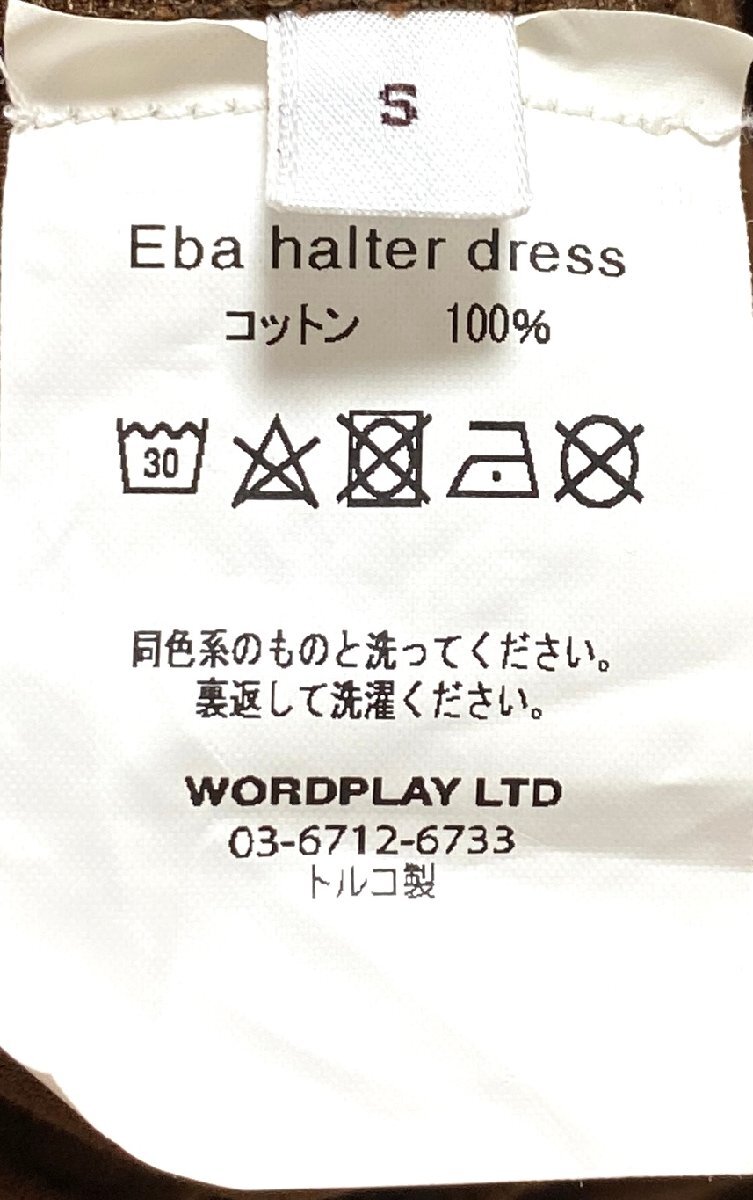 S
Eba halter dress
コットン 100%
30
同色系のものと洗ってください。
裏返して洗濯ください。
WORDPLAY LTD
03-6712-6733
トルコ製